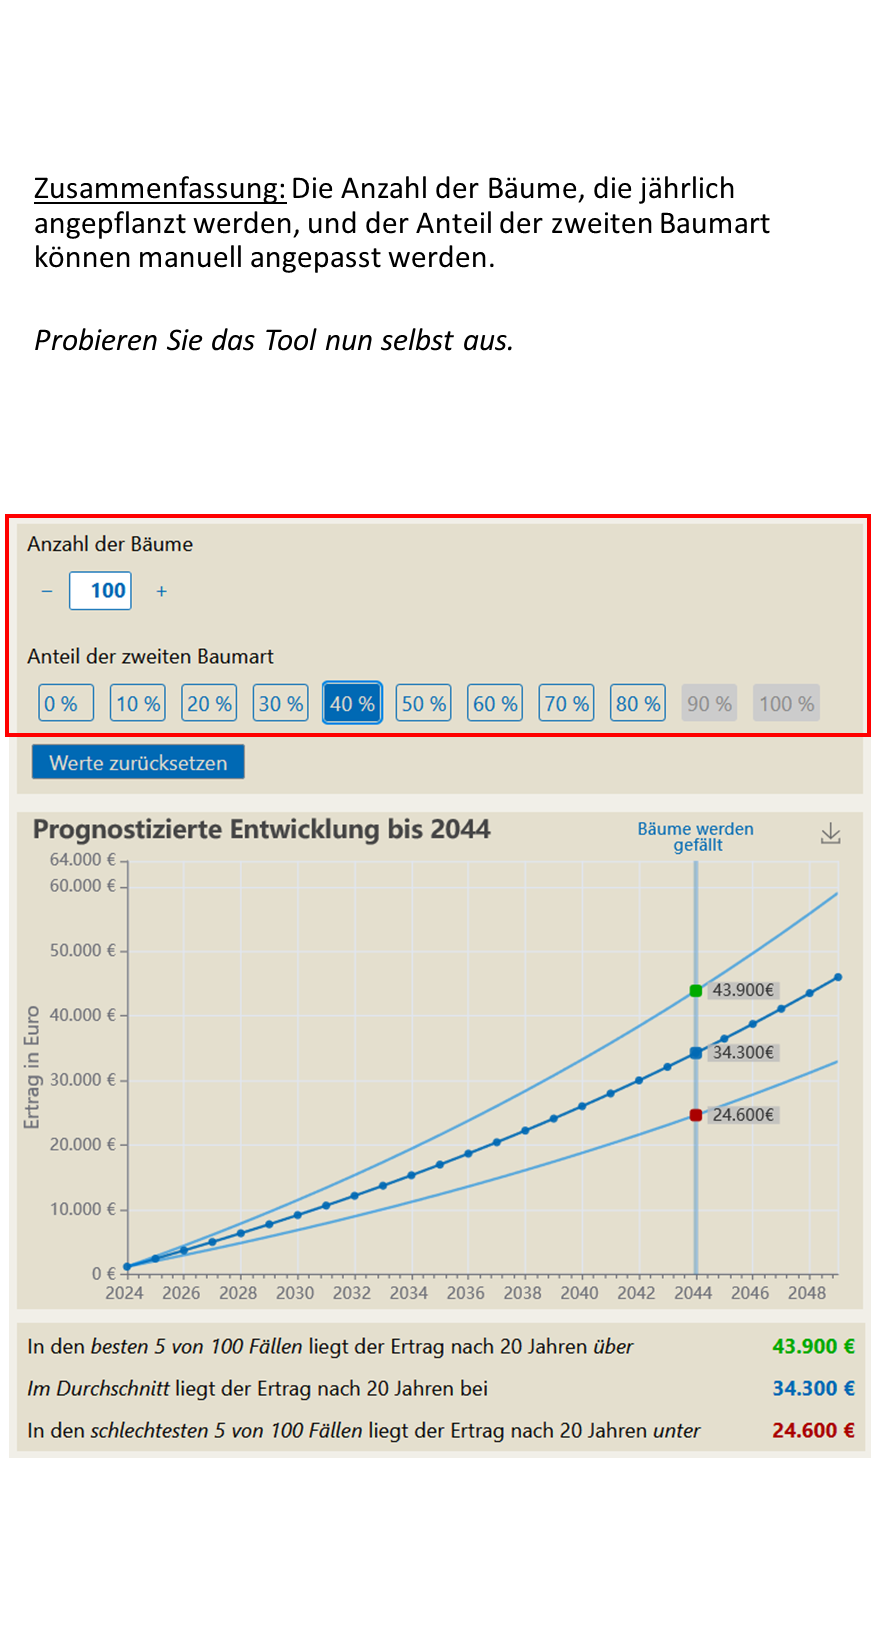 Zusammenfassung: Die Anzahl der Bäume, die jährlich
angepflanzt werden, und der Anteil der zweiten Baumart
können manuell angepasst werden.
Probieren Sie das Tool nun selbst aus.
Anzahl der Bäume
− 100 +
Anteil der zweiten Baumart
0 % 10 % 20 % 30 % 40 % 50 % 60 % 70 % 80 % 90 % 100 %
Werte zurücksetzen
Prognostizierte Entwicklung bis 2044
Bäume werden
gefällt
Ertrag in Euro
64.000 €
60.000 €
50.000 €
40.000 €
30.000 €
20.000 €
10.000 €
0 €
43.900€
34.300€
24.600€
2024 2026 2028 2030 2032 2034 2036 2038 2040 2042 2044 2046 2048
In den besten 5 von 100 Fällen liegt der Ertrag nach 20 Jahren über 43.900 €
Im Durchschnitt liegt der Ertrag nach 20 Jahren bei 34.300 €
In den schlechtesten 5 von 100 Fällen liegt der Ertrag nach 20 Jahren unter 24.600 €